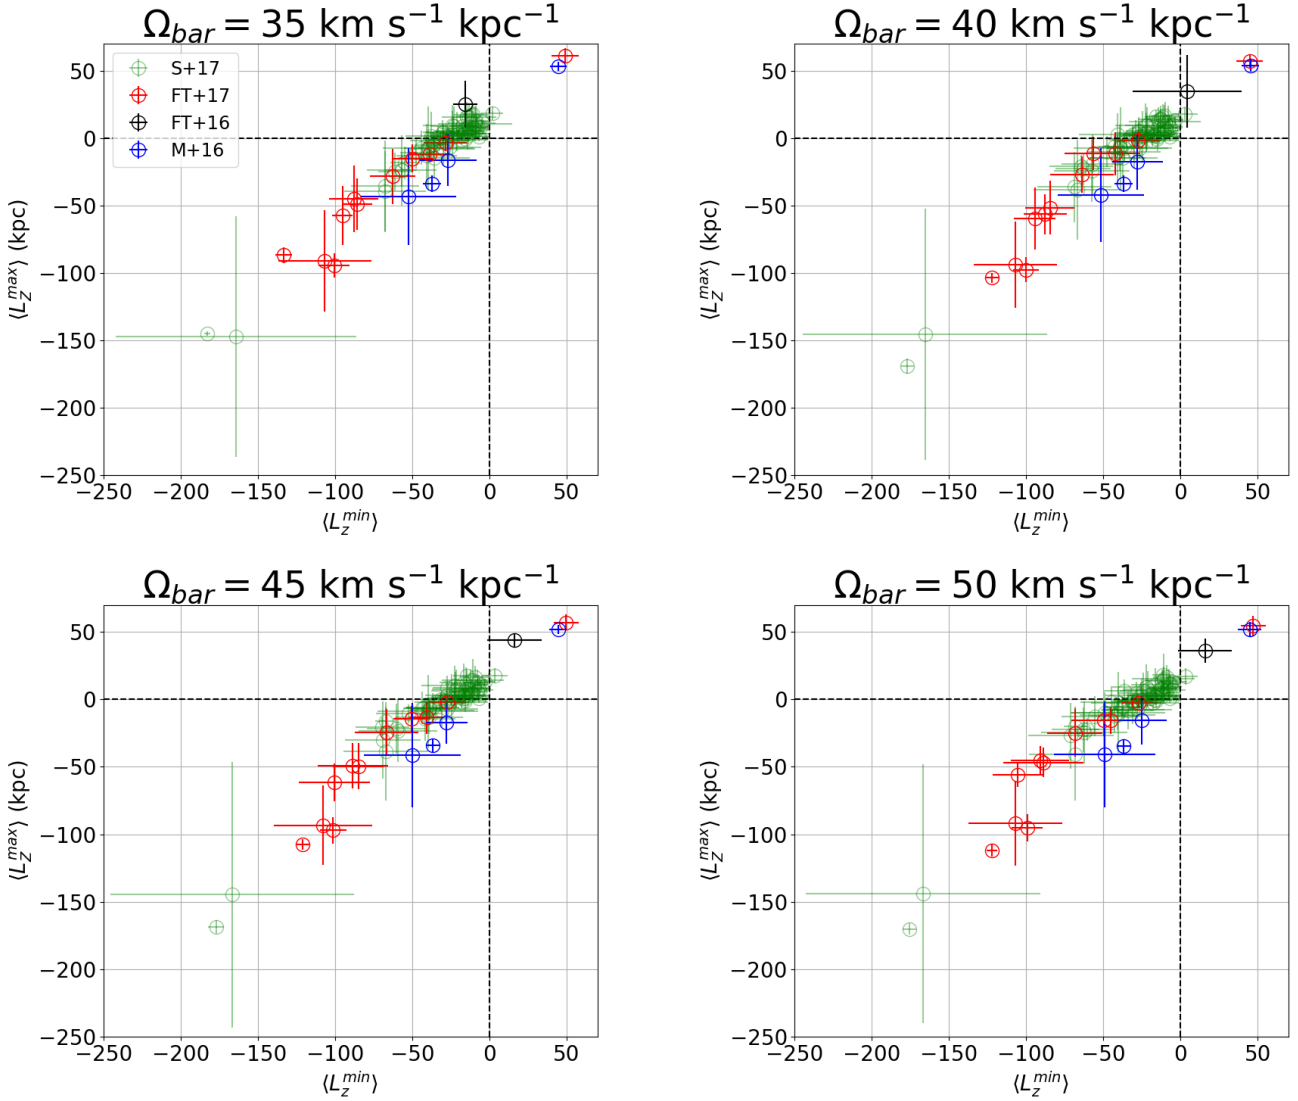 Ω_bar = 35 km s⁻¹ kpc⁻¹
50
0
−50
−100
−150
−200
−250
⟨L_Z^max⟩ (kpc)
S+17
FT+17
FT+16
M+16
−250 −200 −150 −100 −50 0 50
⟨L_z^min⟩
Ω_bar = 40 km s⁻¹ kpc⁻¹
50
0
−50
−100
−150
−200
−250
⟨L_Z^max⟩ (kpc)
−250 −200 −150 −100 −50 0 50
⟨L_z^min⟩
Ω_bar = 45 km s⁻¹ kpc⁻¹
50
0
−50
−100
−150
−200
−250
⟨L_Z^max⟩ (kpc)
−250 −200 −150 −100 −50 0 50
⟨L_z^min⟩
Ω_bar = 50 km s⁻¹ kpc⁻¹
50
0
−50
−100
−150
−200
−250
⟨L_Z^max⟩ (kpc)
−250 −200 −150 −100 −50 0 50
⟨L_z^min⟩